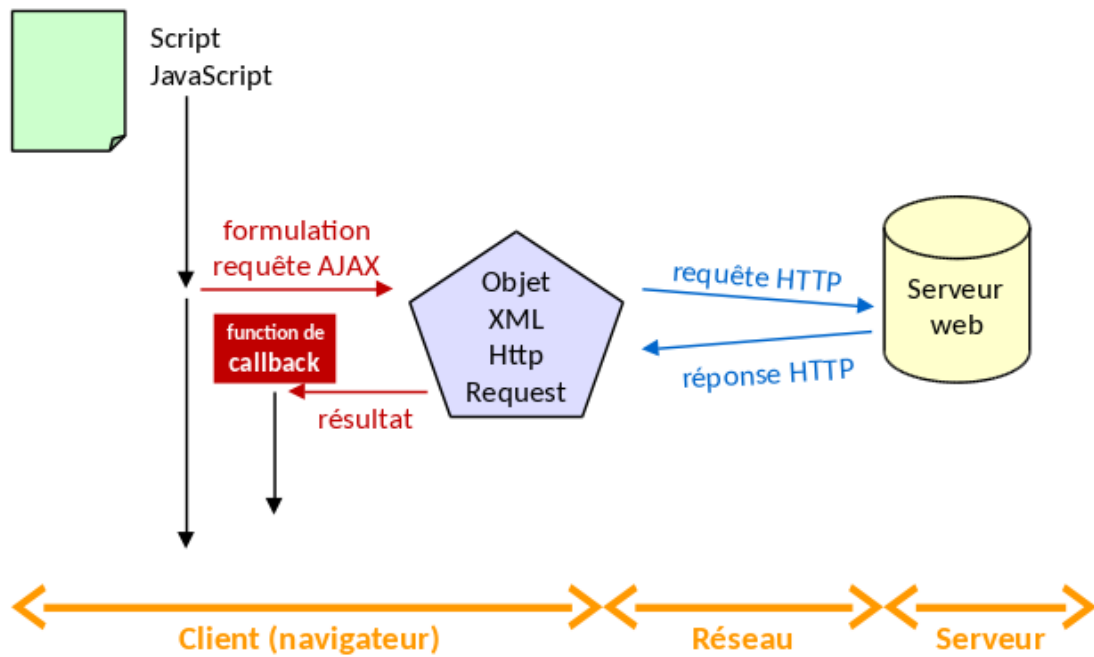 Script
JavaScript
formulation
requête AJAX
function de
callback
résultat
Objet
XML
Http
Request
requête HTTP
réponse HTTP
Serveur
web
Client (navigateur)
Réseau
Serveur